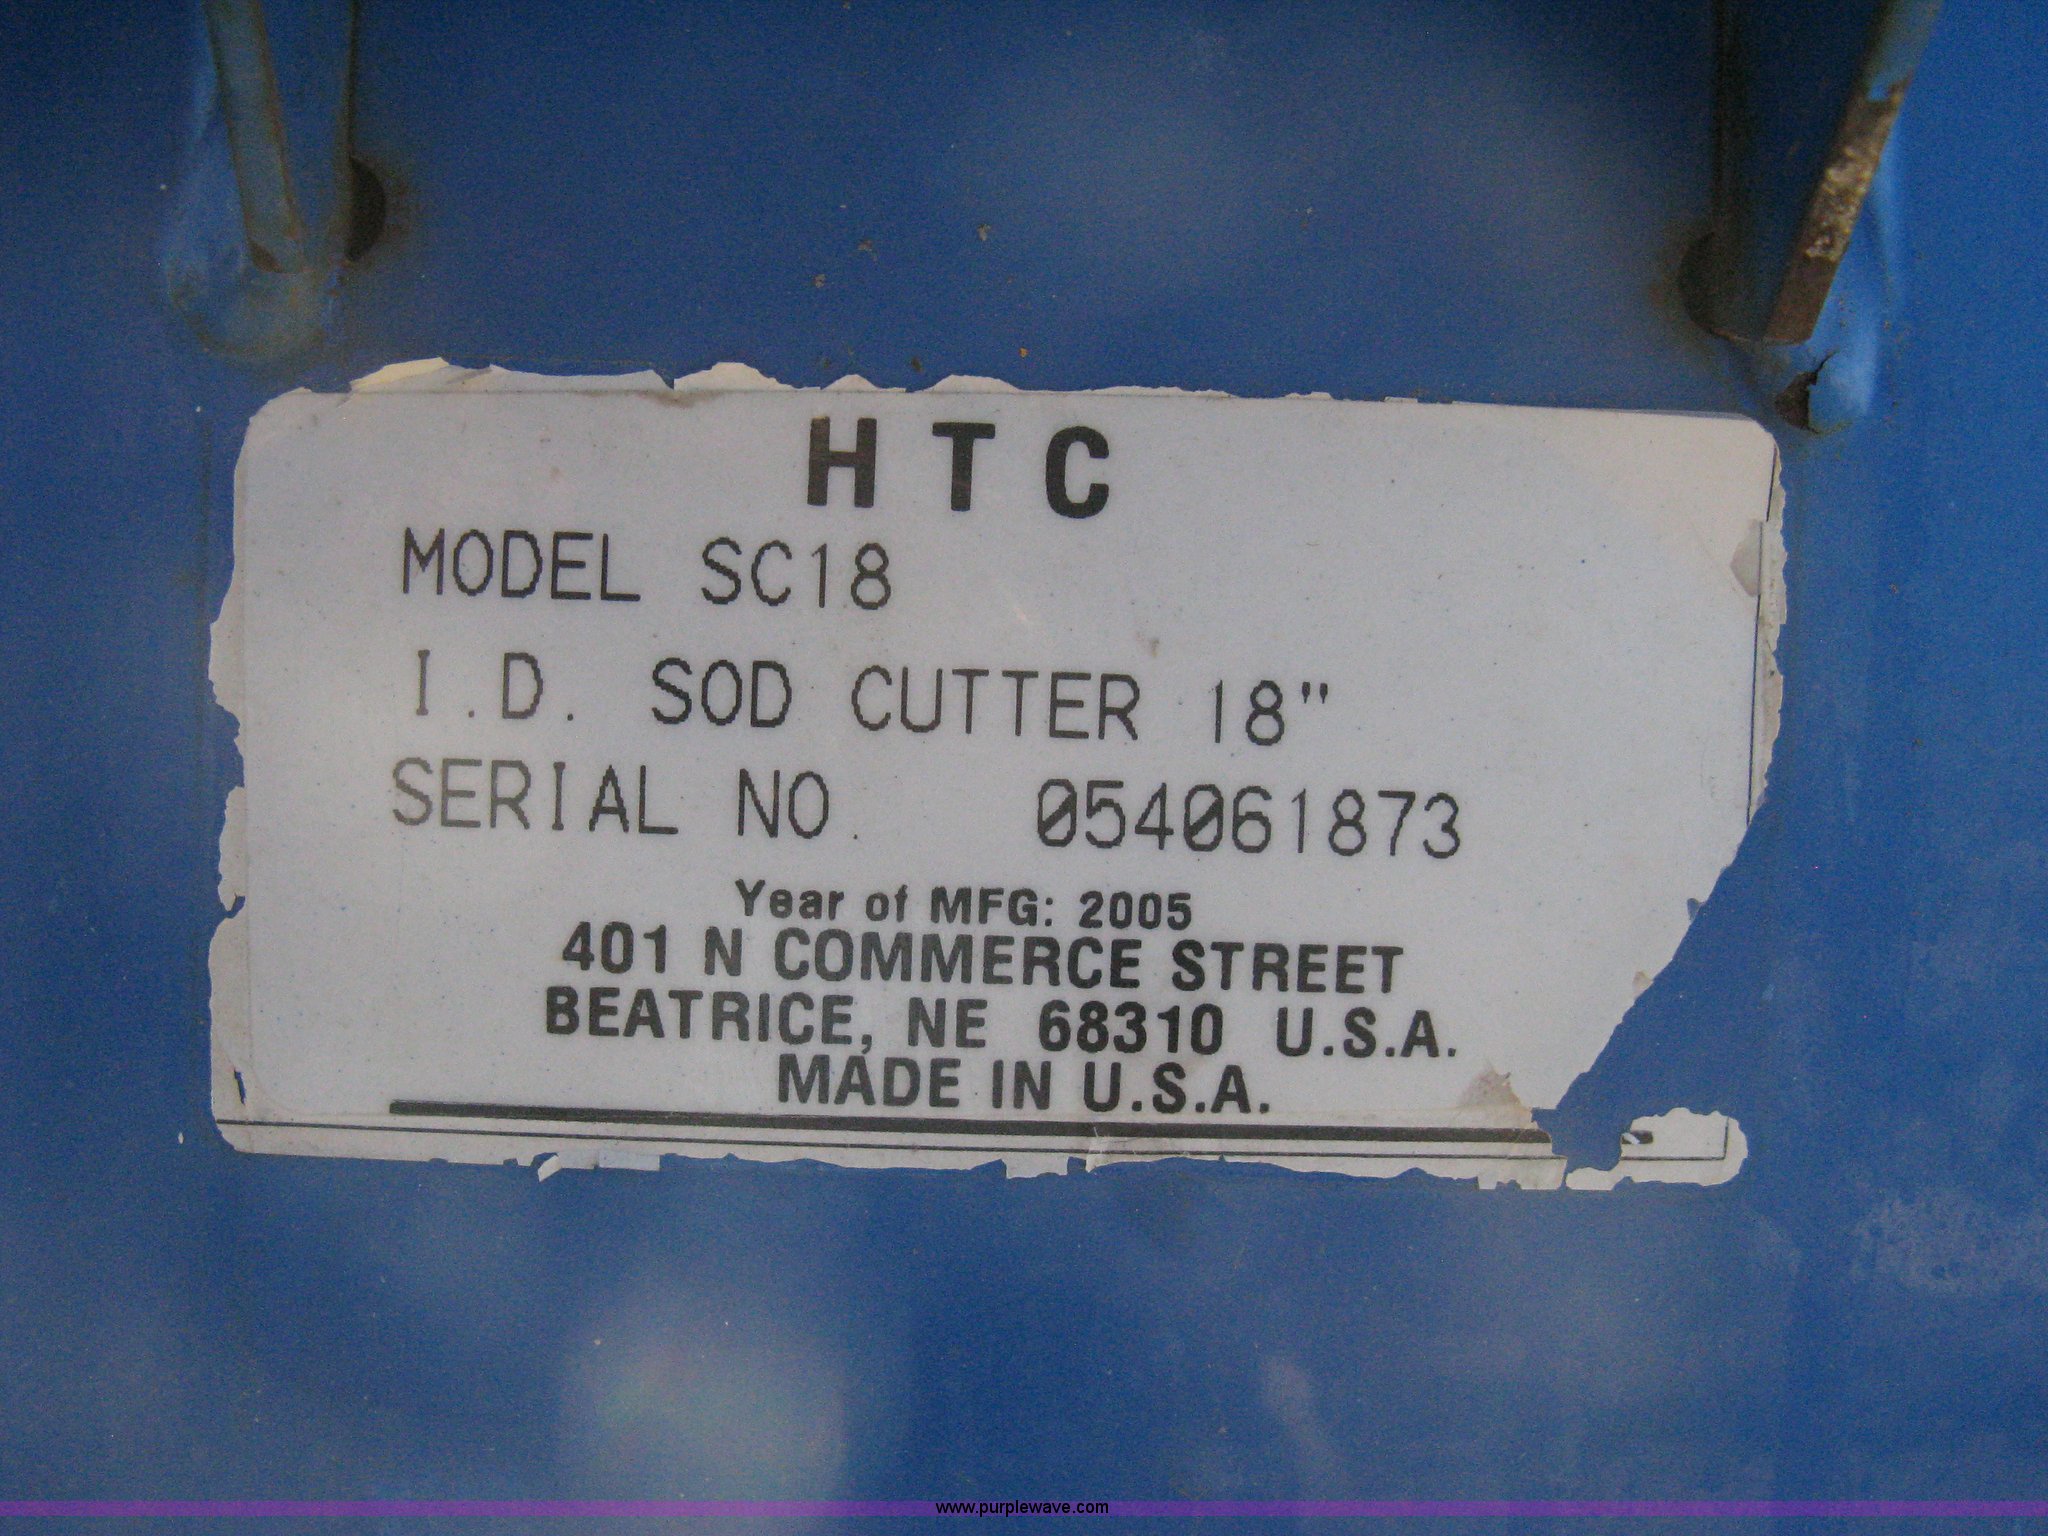 HTC
MODEL SC18
I.D. SOD CUTTER 18"
SERIAL NO. 054061873
Year of MFG: 2005
401 N COMMERCE STREET
BEATRICE, NE 68310 U.S.A.
MADE IN U.S.A.
www.purplewave.com